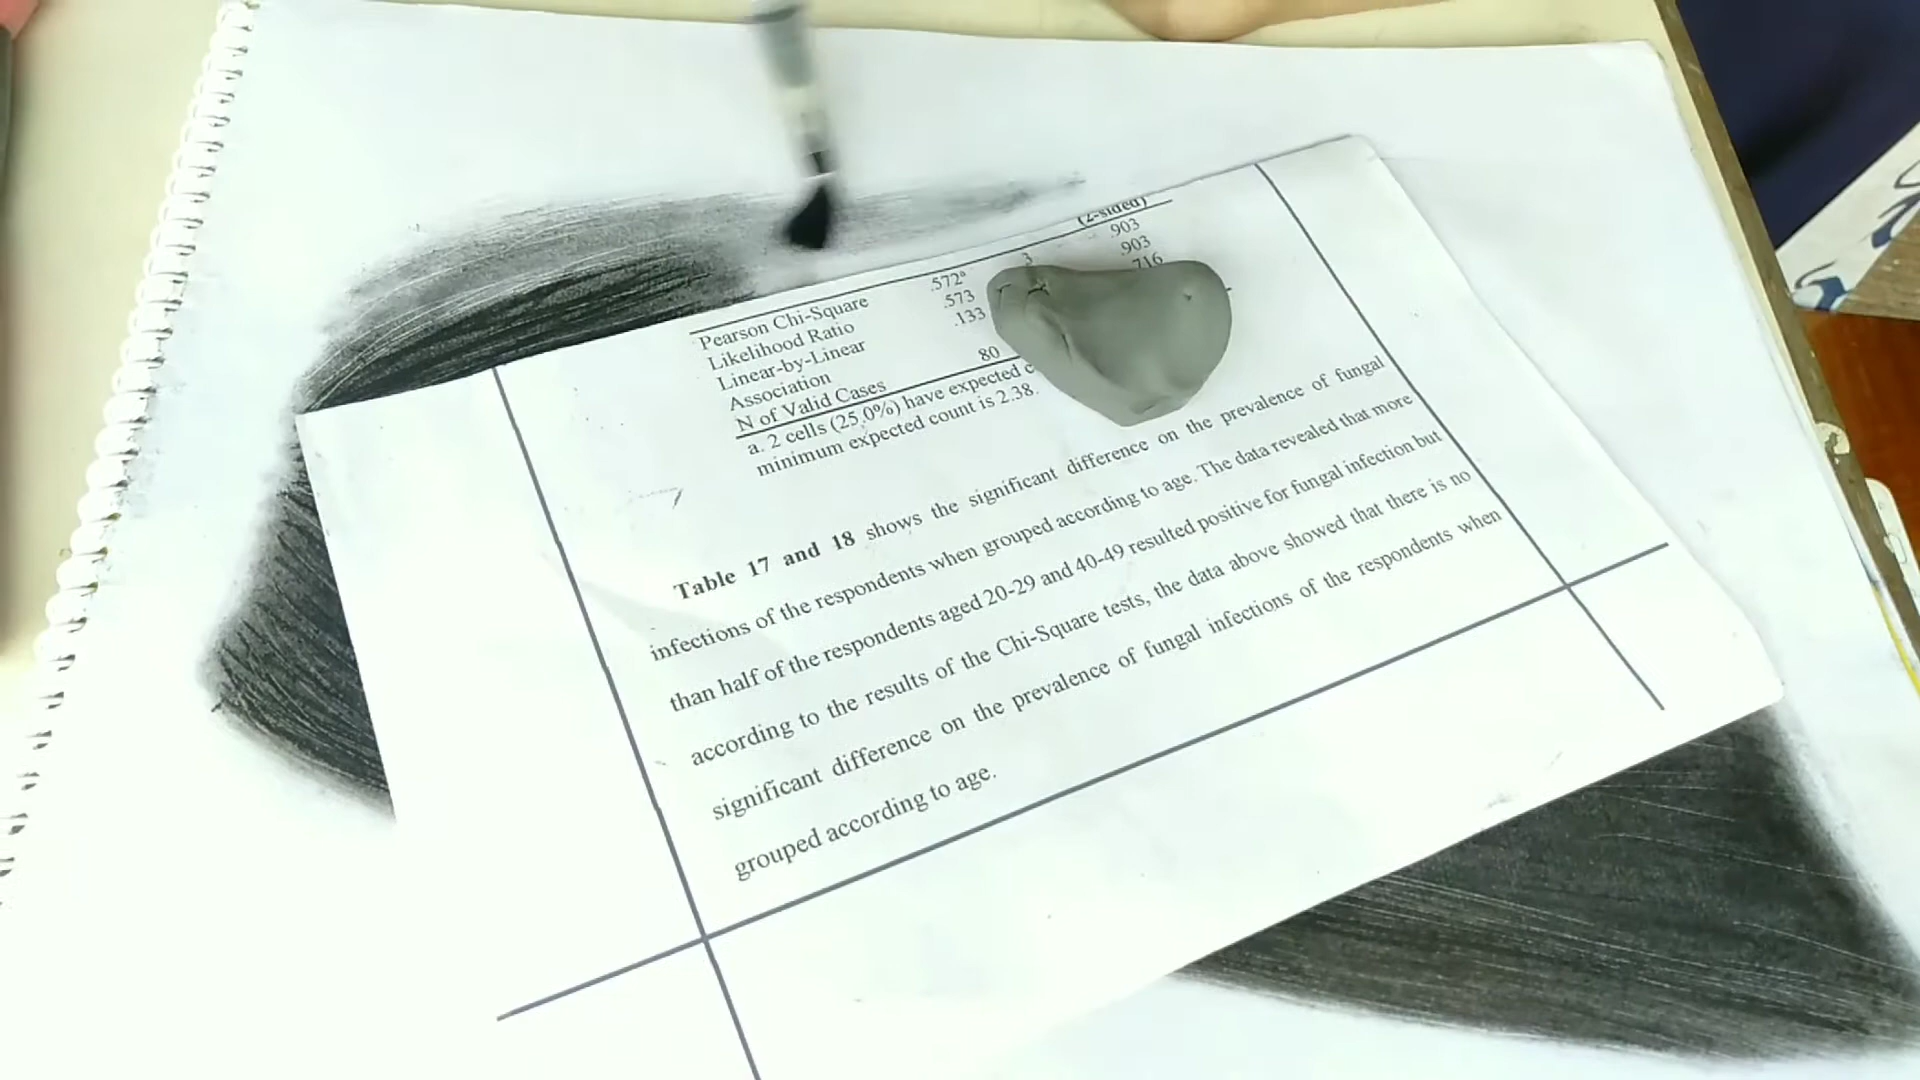 (2-sided)
Pearson Chi-Square .572ª 3 .903
Likelihood Ratio .573 .903
Linear-by-Linear .133 .716
Association
N of Valid Cases 80
a. 2 cells (25.0%) have expected
minimum expected count is 2.38.
Table 17 and 18 shows the significant difference on the prevalence of fungal
infections of the respondents when grouped according to age. The data revealed that more
than half of the respondents aged 20-29 and 40-49 resulted positive for fungal infection but
according to the results of the Chi-Square tests, the data above showed that there is no
significant difference on the prevalence of fungal infections of the respondents when
grouped according to age.